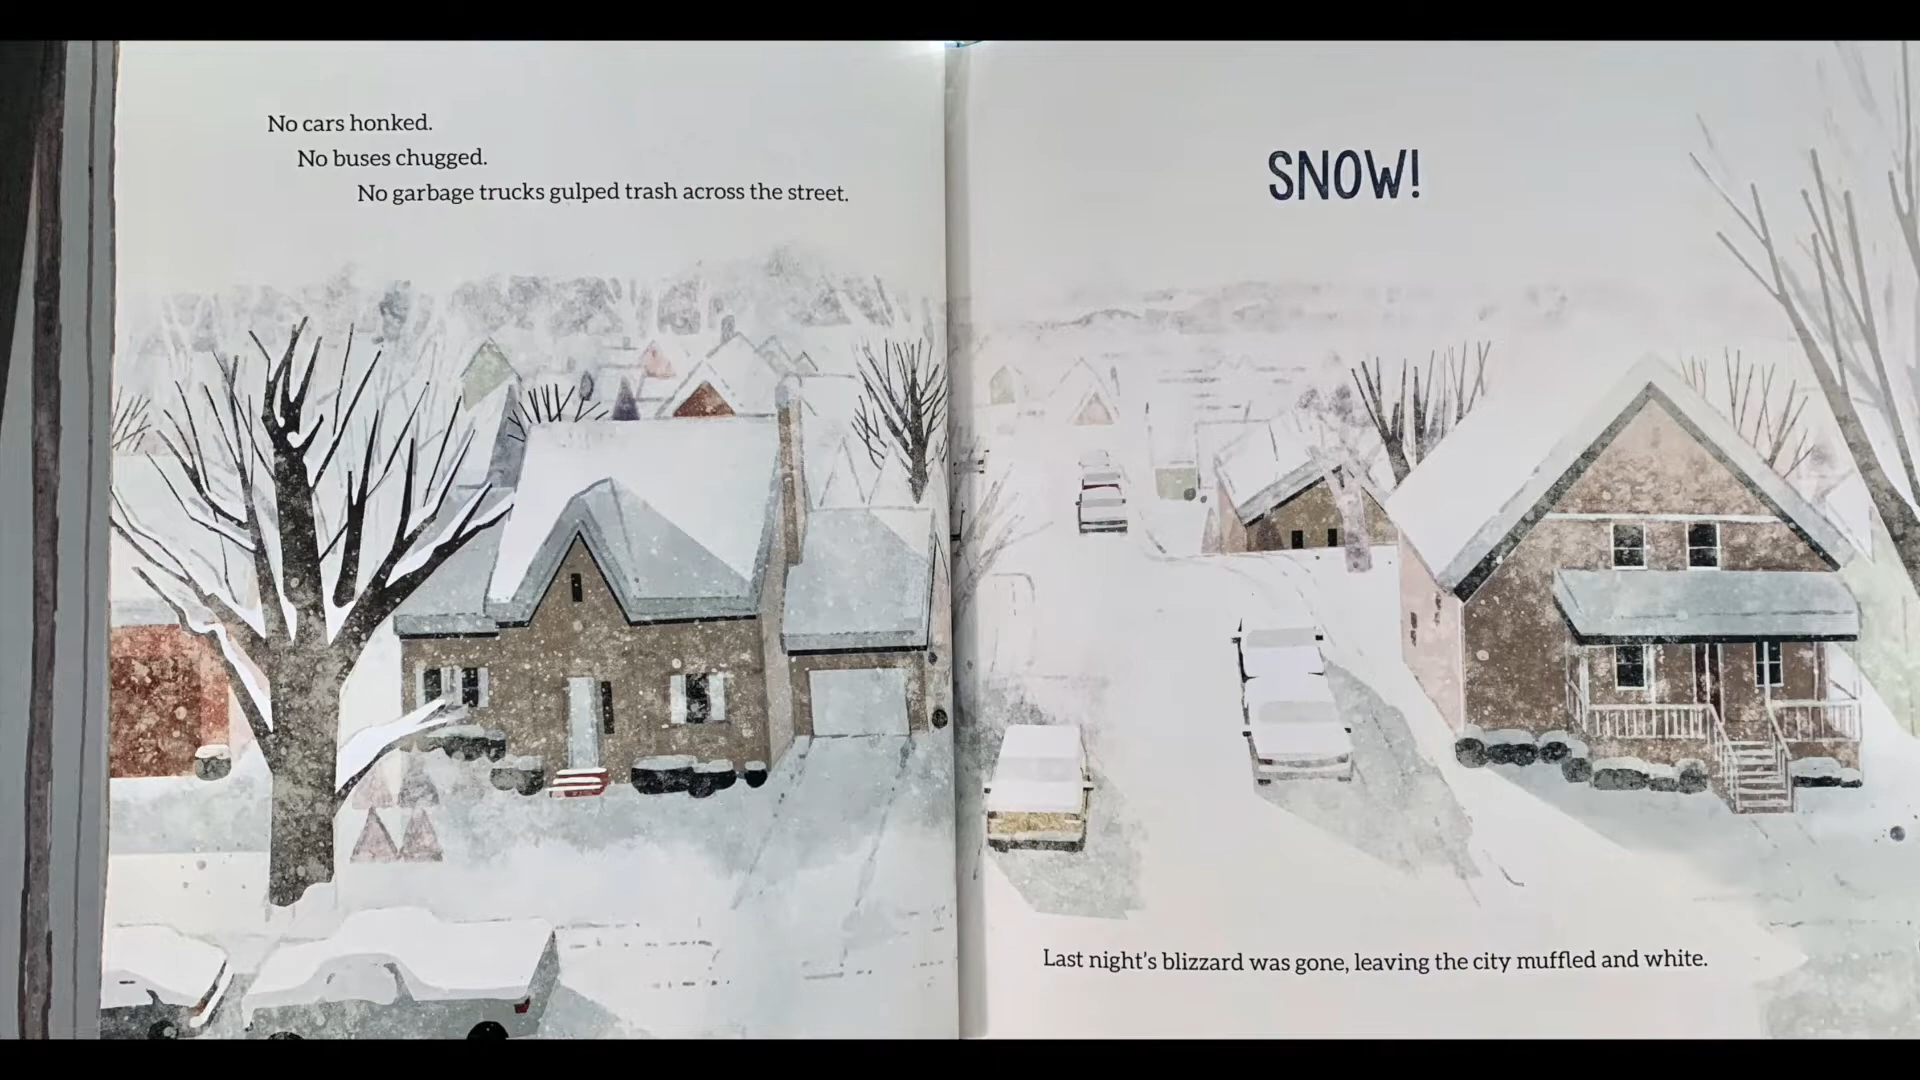 No cars honked.
No buses chugged.
No garbage trucks gulped trash across the street.
SNOW!
Last night's blizzard was gone, leaving the city muffled and white.